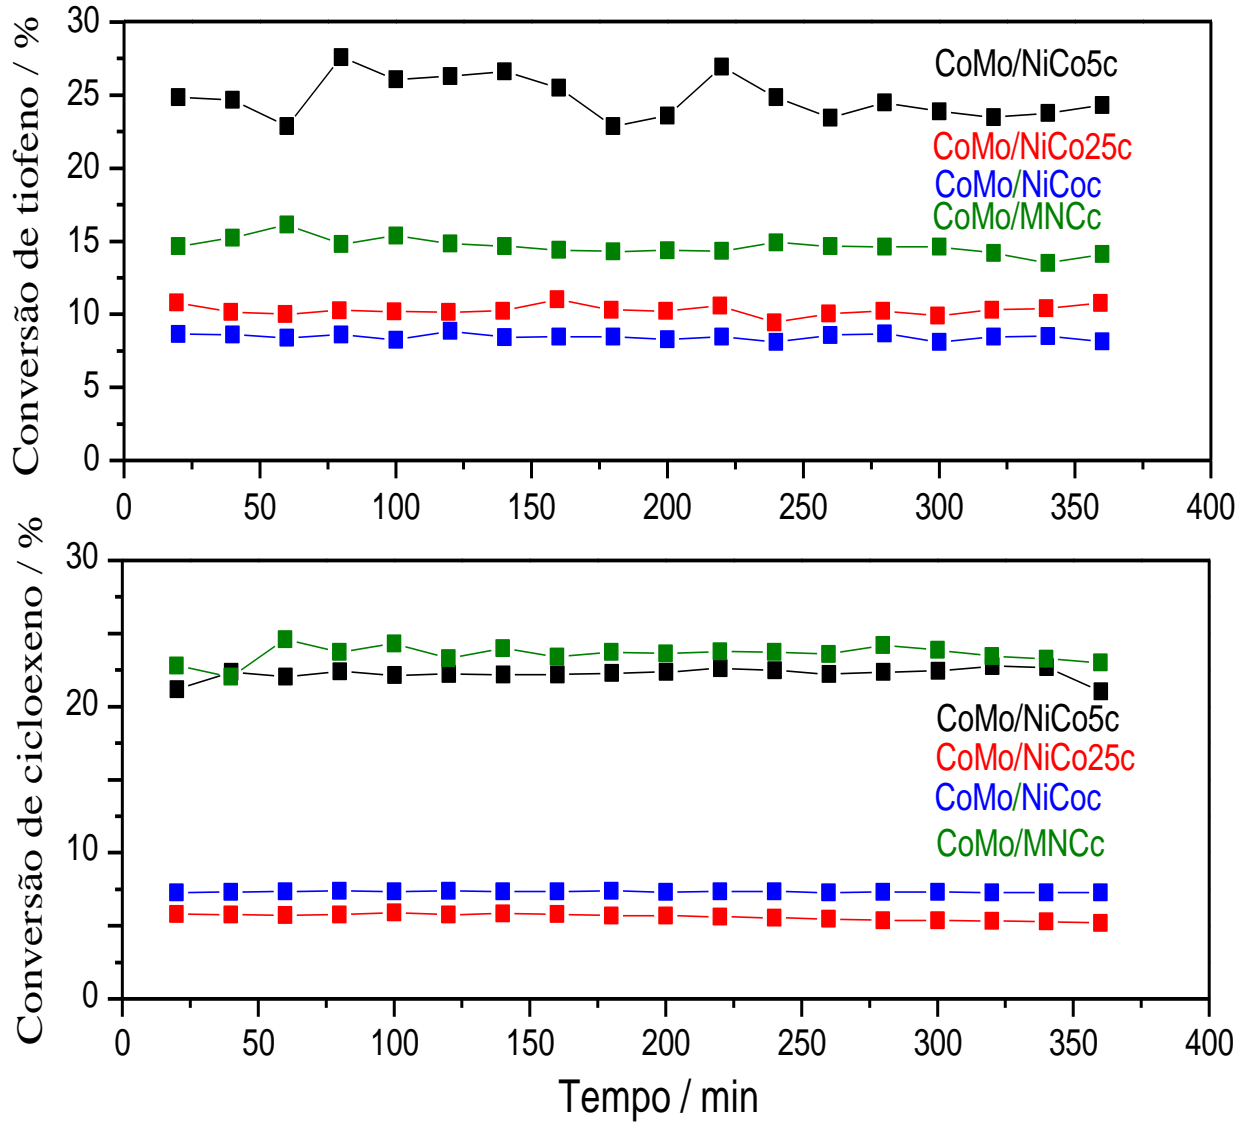 Conversão de tiofeno / %
30
25
20
15
10
5
0
CoMo/NiCo5c
CoMo/NiCo25c
CoMo/NiCoc
CoMo/MNCc
0 50 100 150 200 250 300 350 400
Conversão de cicloexeno / %
30
20
10
0
CoMo/NiCo5c
CoMo/NiCo25c
CoMo/NiCoc
CoMo/MNCc
0 50 100 150 200 250 300 350 400
Tempo / min